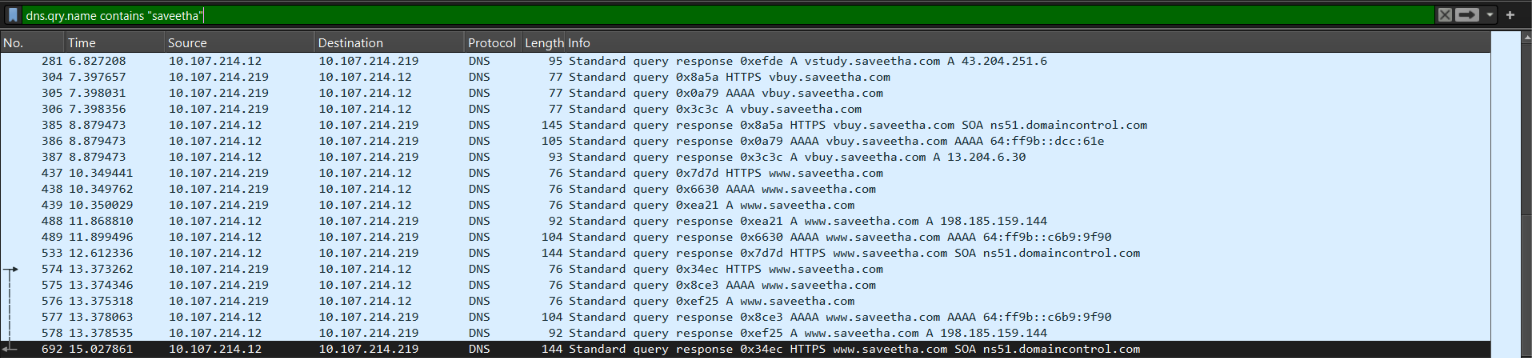 dns.qry.name contains "saveetha"
No. Time Source Destination Protocol Length Info
281 6.827208 10.107.214.12 10.107.214.219 DNS 95 Standard query response 0xefde A vstudy.saveetha.com A 43.204.251.6
304 7.397657 10.107.214.219 10.107.214.12 DNS 77 Standard query 0x8a5a HTTPS vbuy.saveetha.com
305 7.398031 10.107.214.219 10.107.214.12 DNS 77 Standard query 0x0a79 AAAA vbuy.saveetha.com
306 7.398356 10.107.214.219 10.107.214.12 DNS 77 Standard query 0x3c3c A vbuy.saveetha.com
385 8.879473 10.107.214.12 10.107.214.219 DNS 145 Standard query response 0x8a5a HTTPS vbuy.saveetha.com SOA ns51.domaincontrol.com
386 8.879473 10.107.214.12 10.107.214.219 DNS 105 Standard query response 0x0a79 AAAA vbuy.saveetha.com AAAA 64:ff9b::dcc:61e
387 8.879473 10.107.214.12 10.107.214.219 DNS 93 Standard query response 0x3c3c A vbuy.saveetha.com A 13.204.6.30
437 10.349441 10.107.214.219 10.107.214.12 DNS 76 Standard query 0x7d7d HTTPS www.saveetha.com
438 10.349762 10.107.214.219 10.107.214.12 DNS 76 Standard query 0x6630 AAAA www.saveetha.com
439 10.350029 10.107.214.219 10.107.214.12 DNS 76 Standard query 0xea21 A www.saveetha.com
488 11.868810 10.107.214.12 10.107.214.219 DNS 92 Standard query response 0xea21 A www.saveetha.com A 198.185.159.144
489 11.899496 10.107.214.12 10.107.214.219 DNS 104 Standard query response 0x6630 AAAA www.saveetha.com AAAA 64:ff9b::c6b9:9f90
533 12.612336 10.107.214.12 10.107.214.219 DNS 144 Standard query response 0x7d7d HTTPS www.saveetha.com SOA ns51.domaincontrol.com
574 13.373262 10.107.214.219 10.107.214.12 DNS 76 Standard query 0x34ec HTTPS www.saveetha.com
575 13.374346 10.107.214.219 10.107.214.12 DNS 76 Standard query 0x8ce3 AAAA www.saveetha.com
576 13.375318 10.107.214.219 10.107.214.12 DNS 76 Standard query 0xef25 A www.saveetha.com
577 13.378063 10.107.214.12 10.107.214.219 DNS 104 Standard query response 0x8ce3 AAAA www.saveetha.com AAAA 64:ff9b::c6b9:9f90
578 13.378535 10.107.214.12 10.107.214.219 DNS 92 Standard query response 0xef25 A www.saveetha.com A 198.185.159.144
692 15.027861 10.107.214.12 10.107.214.219 DNS 144 Standard query response 0x34ec HTTPS www.saveetha.com SOA ns51.domaincontrol.com